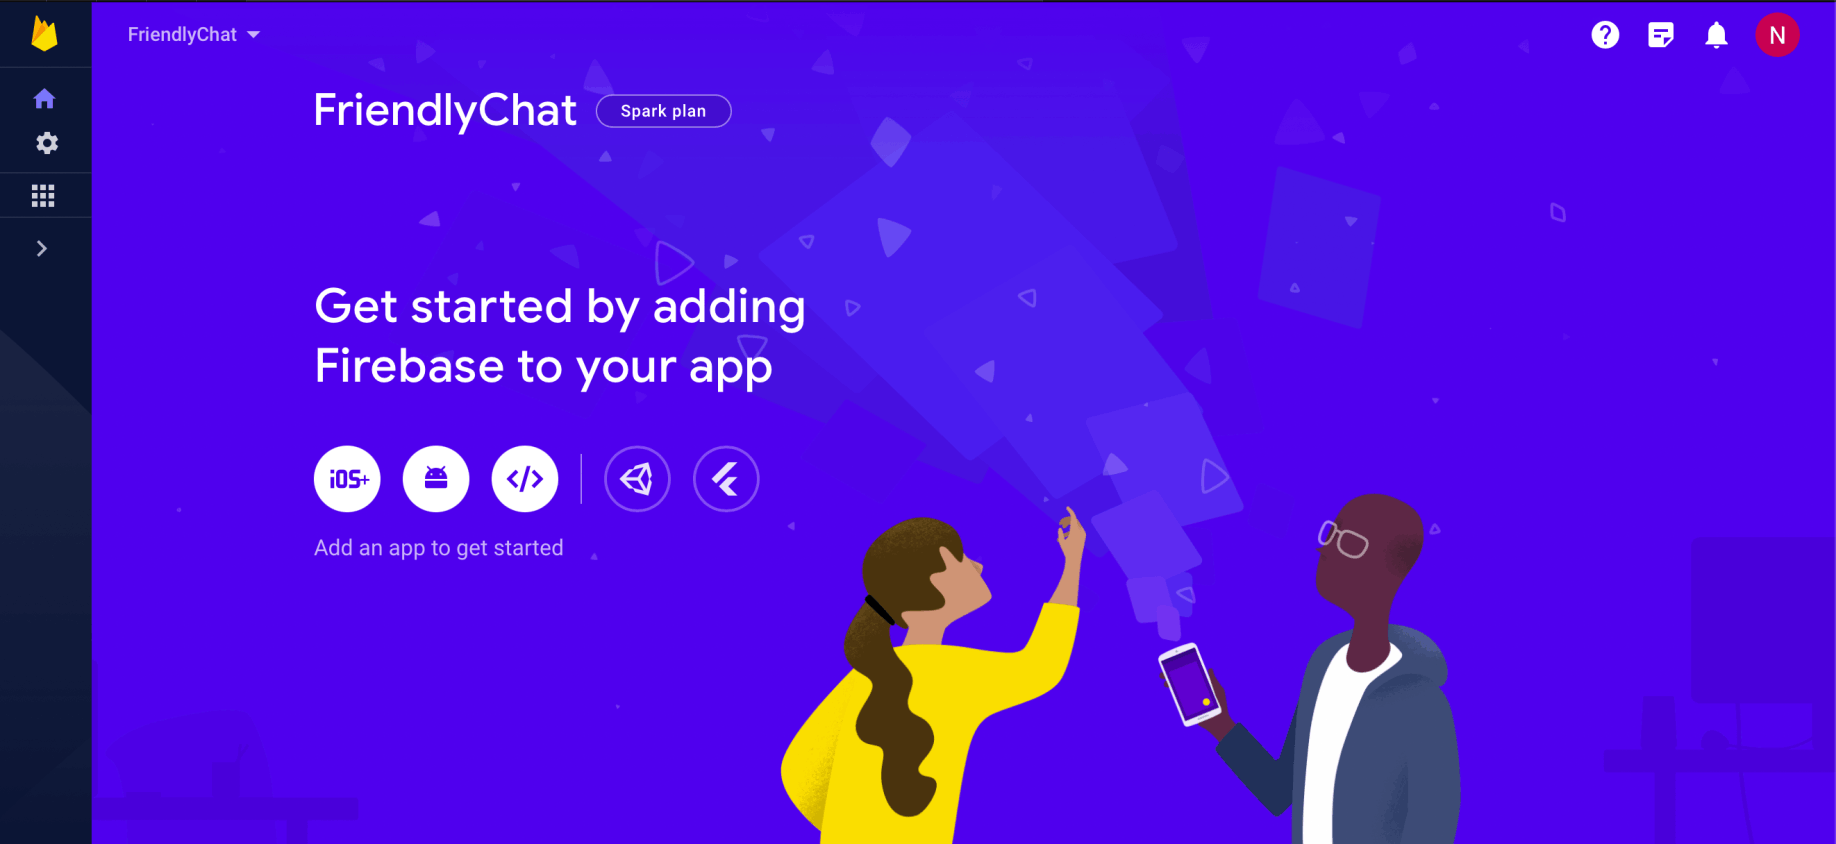 FriendlyChat
N
FriendlyChat
Spark plan
Get started by adding
Firebase to your app
iOS+
Add an app to get started